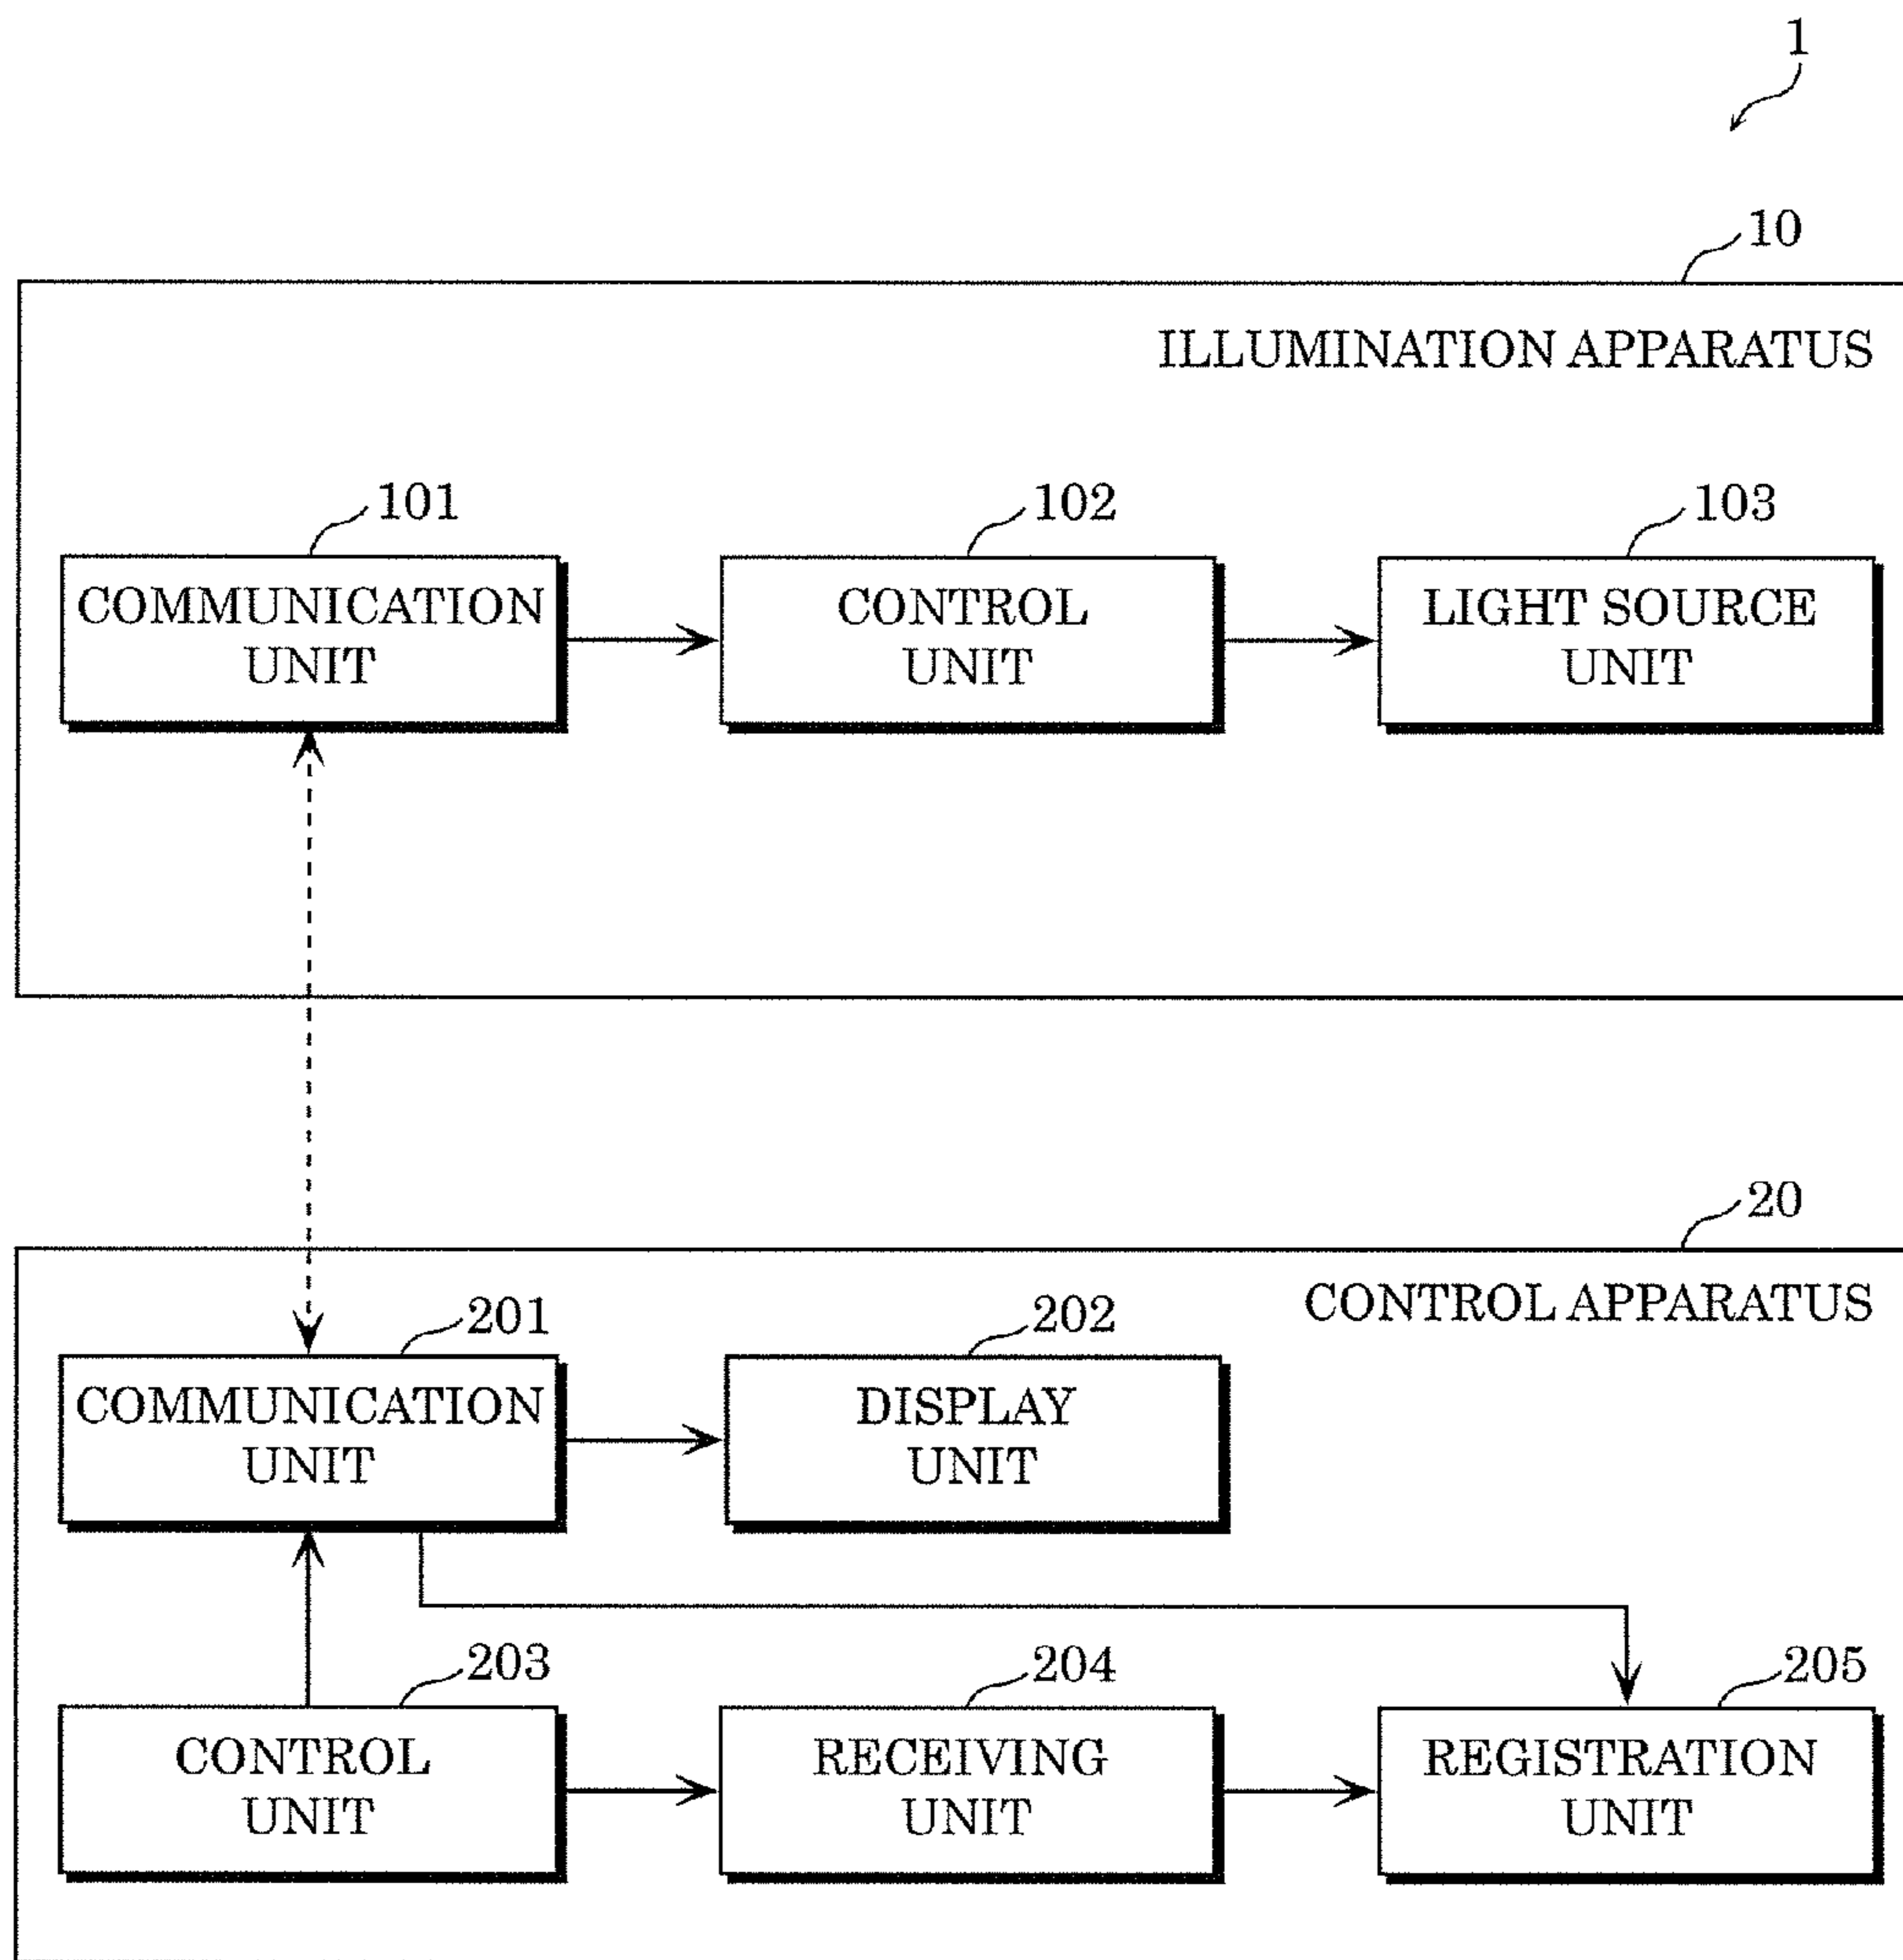 1
10
ILLUMINATION APPARATUS
101
102
103
COMMUNICATION
UNIT
CONTROL
UNIT
LIGHT SOURCE
UNIT
20
CONTROL APPARATUS
201
202
COMMUNICATION
UNIT
DISPLAY
UNIT
203
204
205
CONTROL
UNIT
RECEIVING
UNIT
REGISTRATION
UNIT